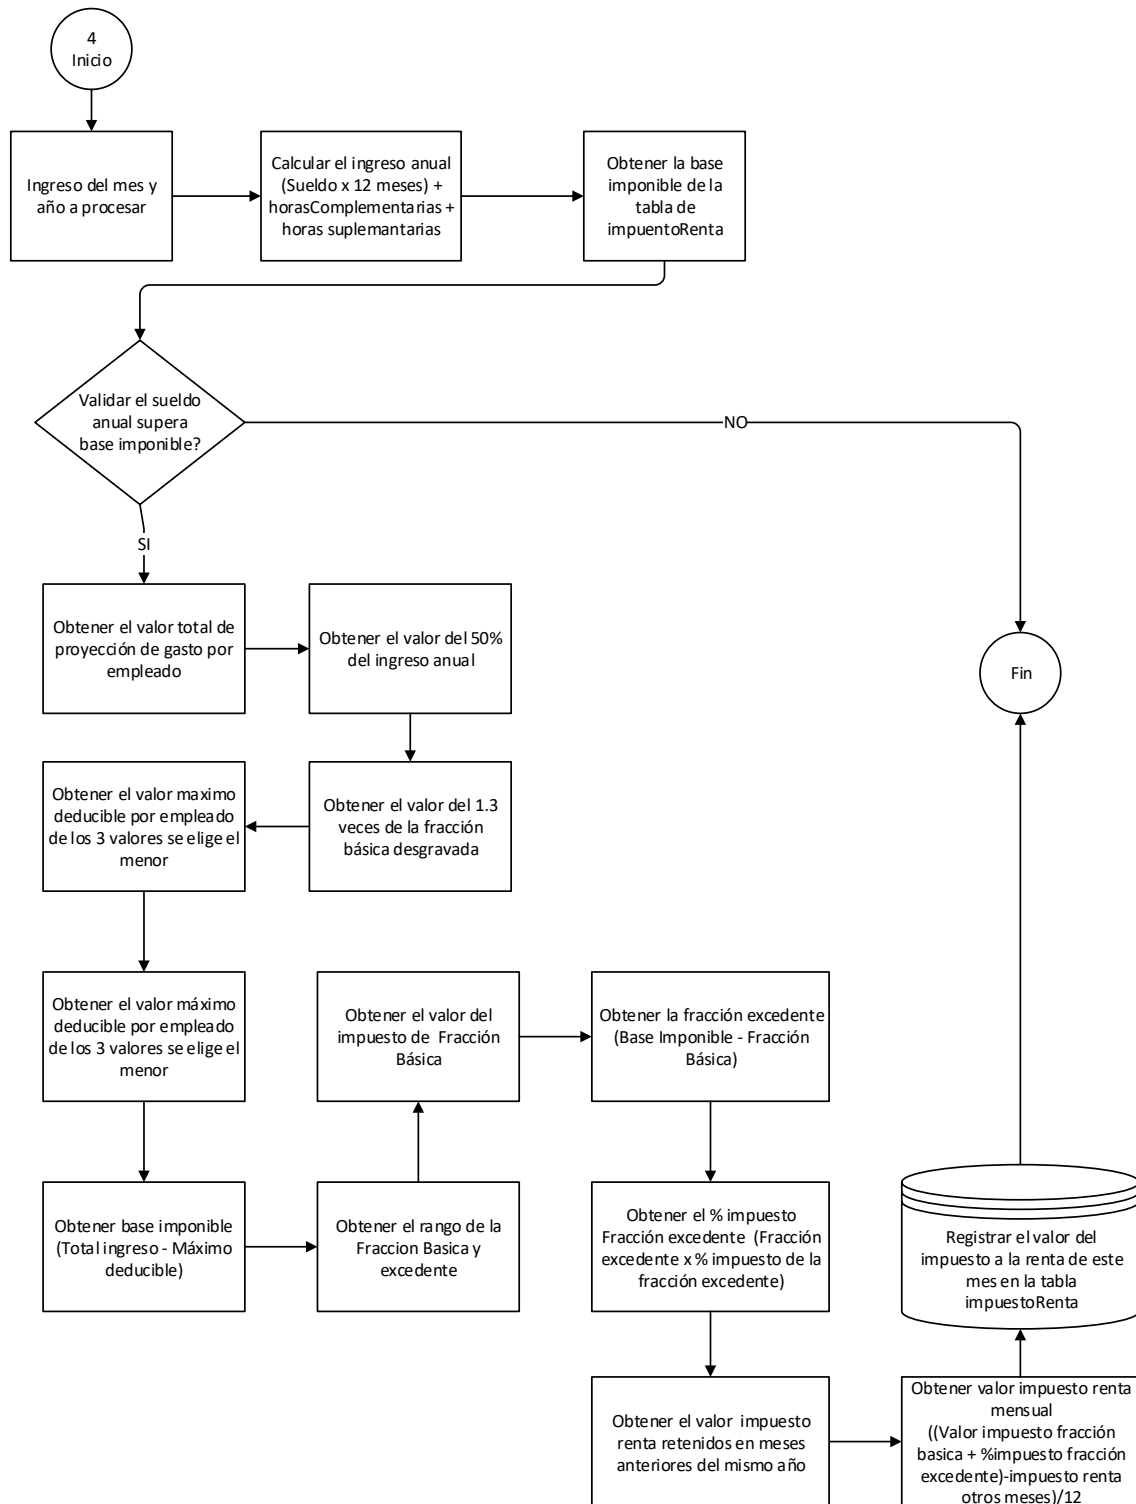 4
Inicio
Ingreso del mes y
año a procesar
Calcular el ingreso anual
(Sueldo x 12 meses) +
horasComplementarias +
horas suplemantarias
Obtener la base
imponible de la
tabla de
impuentoRenta
Validar el sueldo
anual supera
base imponible?
NO
SI
Obtener el valor total de
proyección de gasto por
empleado
Obtener el valor del 50%
del ingreso anual
Fin
Obtener el valor maximo
deducible por empleado
de los 3 valores se elige el
menor
Obtener el valor del 1.3
veces de la fracción
básica desgravada
Obtener el valor máximo
deducible por empleado
de los 3 valores se elige el
menor
Obtener el valor del
impuesto de Fracción
Básica
Obtener la fracción excedente
(Base Imponible - Fracción
Básica)
Obtener base imponible
(Total ingreso - Máximo
deducible)
Obtener el rango de la
Fraccion Basica y
excedente
Obtener el % impuesto
Fracción excedente (Fracción
excedente x % impuesto de la
fracción excedente)
Registrar el valor del
impuesto a la renta de este
mes en la tabla
impuestoRenta
Obtener el valor impuesto
renta retenidos en meses
anteriores del mismo año
Obtener valor impuesto renta
mensual
((Valor impuesto fracción
basica + %impuesto fracción
excedente)-impuesto renta
otros meses)/12